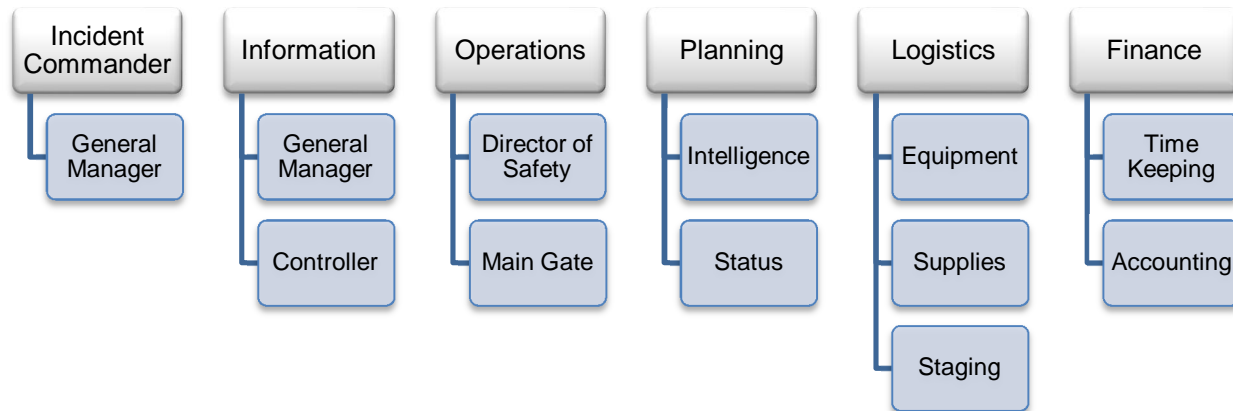 Incident
Commander
Information
Operations
Planning
Logistics
Finance
General
Manager
General
Manager
Director of
Safety
Intelligence
Equipment
Time
Keeping
Controller
Main Gate
Status
Supplies
Accounting
Staging